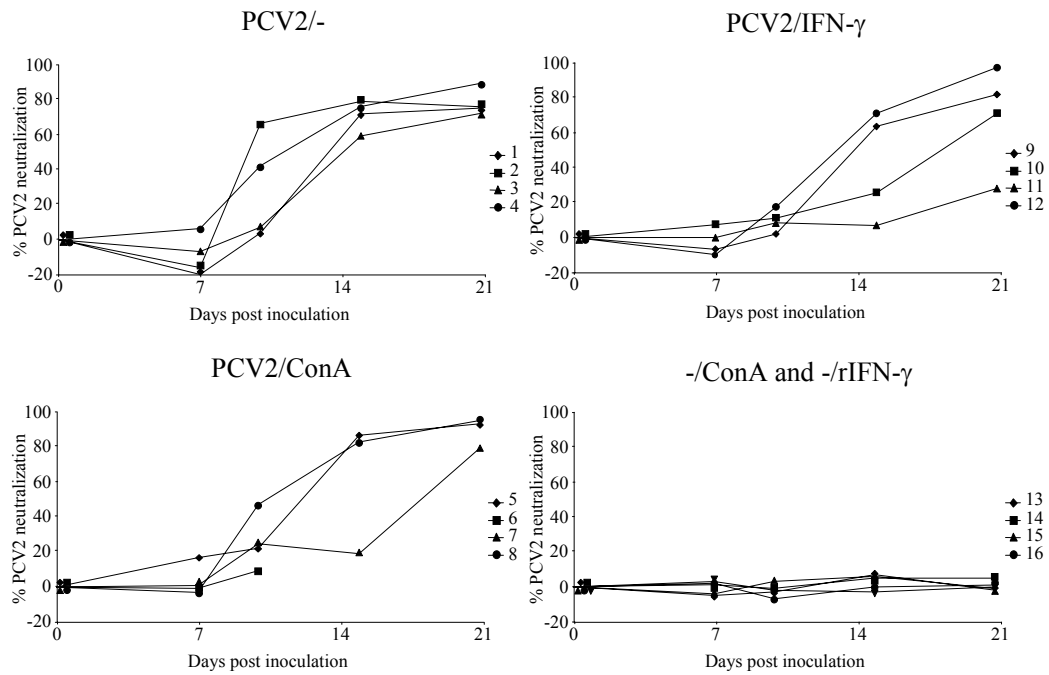 PCV2/-
% PCV2 neutralization
100
80
60
40
20
0
-20
0 7 14 21
Days post inoculation
1
2
3
4
PCV2/IFN-γ
% PCV2 neutralization
100
80
60
40
20
0
-20
0 7 14 21
Days post inoculation
9
10
11
12
PCV2/ConA
% PCV2 neutralization
100
80
60
40
20
0
-20
0 7 14 21
Days post inoculation
5
6
7
8
-/ConA and -/rIFN-γ
% PCV2 neutralization
100
80
60
40
20
0
-20
0 7 14 21
Days post inoculation
13
14
15
16